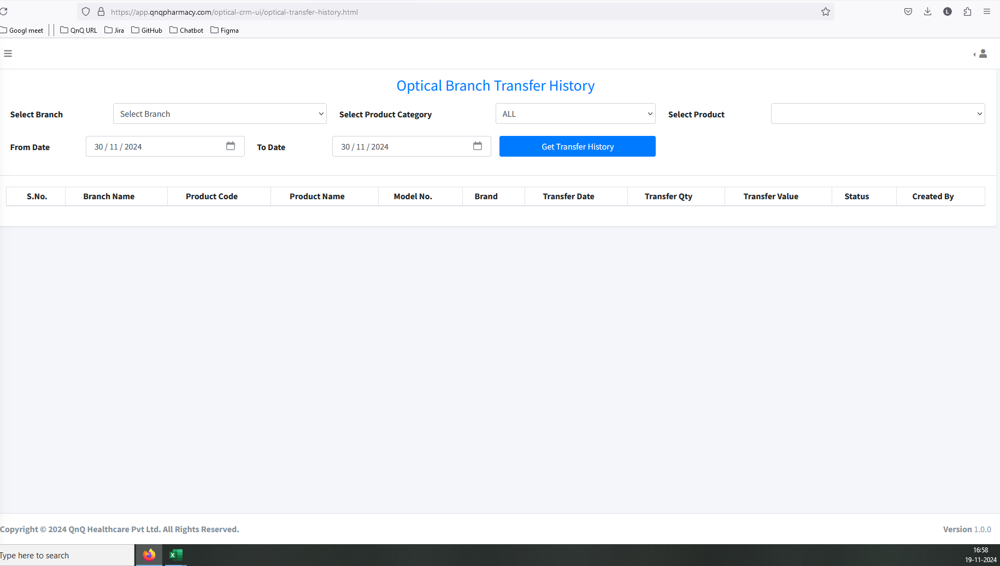 https://app.qnqpharmacy.com/optical-crm-ui/optical-transfer-history.html
L
Googl meet QnQ URL Jira GitHub Chatbot Figma
Optical Branch Transfer History
Select Branch Select Branch Select Product Category ALL Select Product
From Date 30 / 11 / 2024 To Date 30 / 11 / 2024 Get Transfer History
S.No. Branch Name Product Code Product Name Model No. Brand Transfer Date Transfer Qty Transfer Value Status Created By
Copyright © 2024 QnQ Healthcare Pvt Ltd. All Rights Reserved. Version 1.0.0
Type here to search
X
16:58
19-11-2024